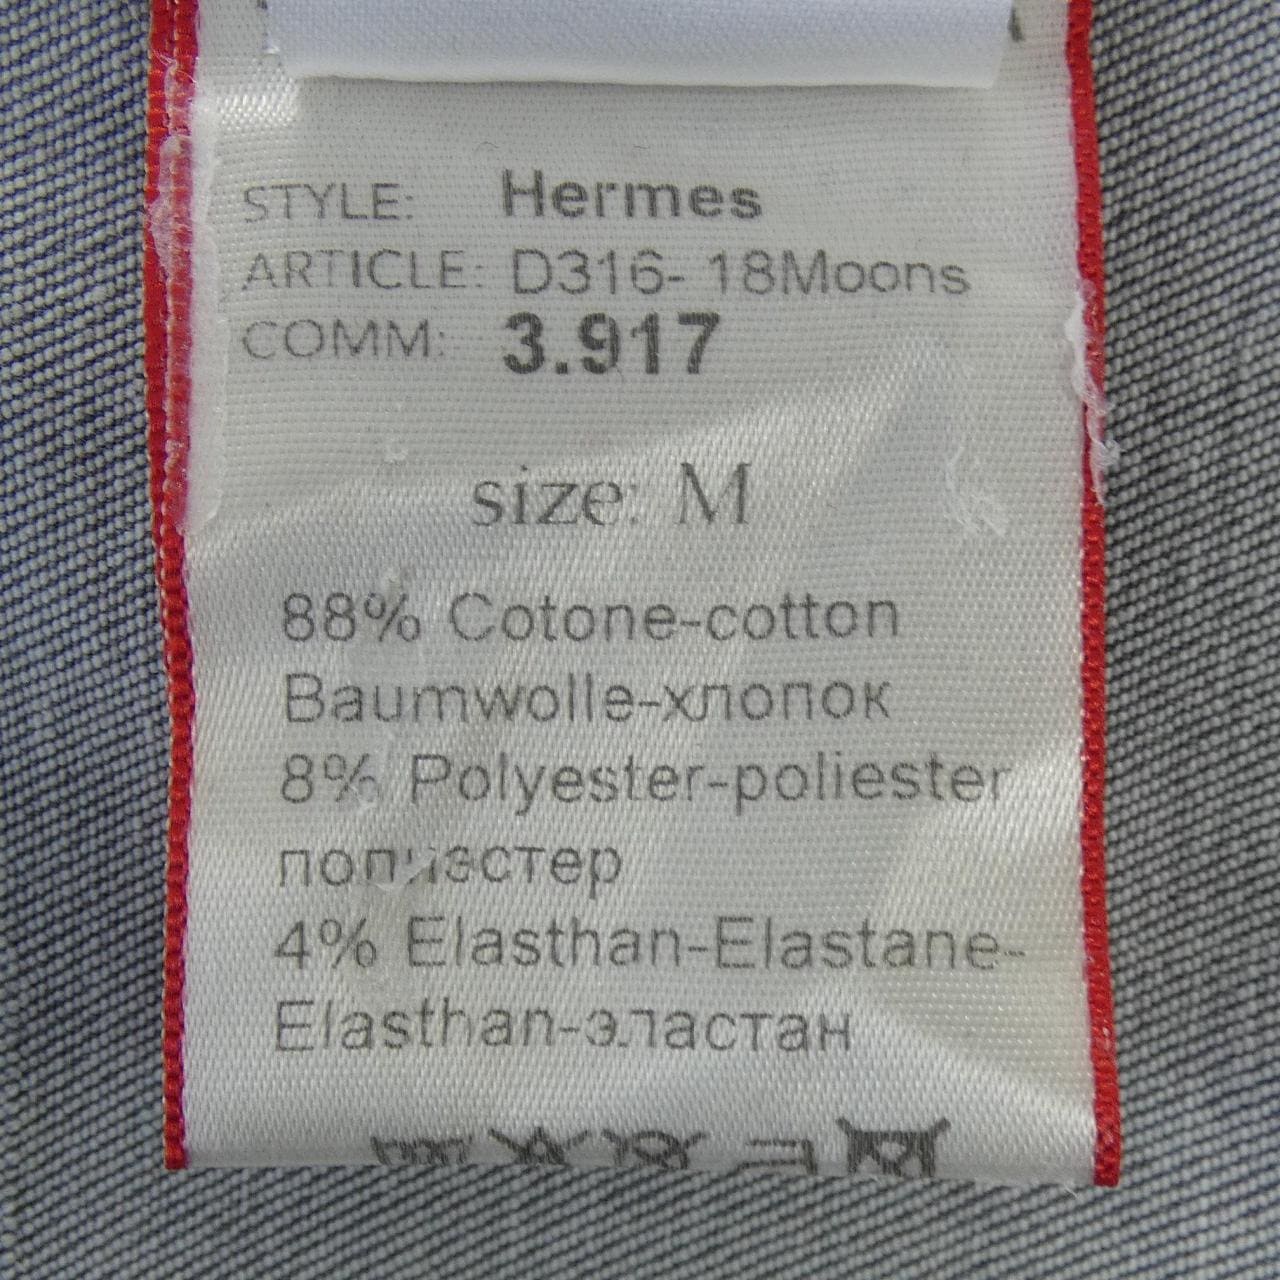 STYLE: Hermes
ARTICLE: D316- 18Moons
COMM: 3.917
size: M
88% Cotone-cotton
Baumwolle-хлопок
8% Polyester-poliester
полиэстер
4% Elasthan-Elastane-
Elasthan-эластан